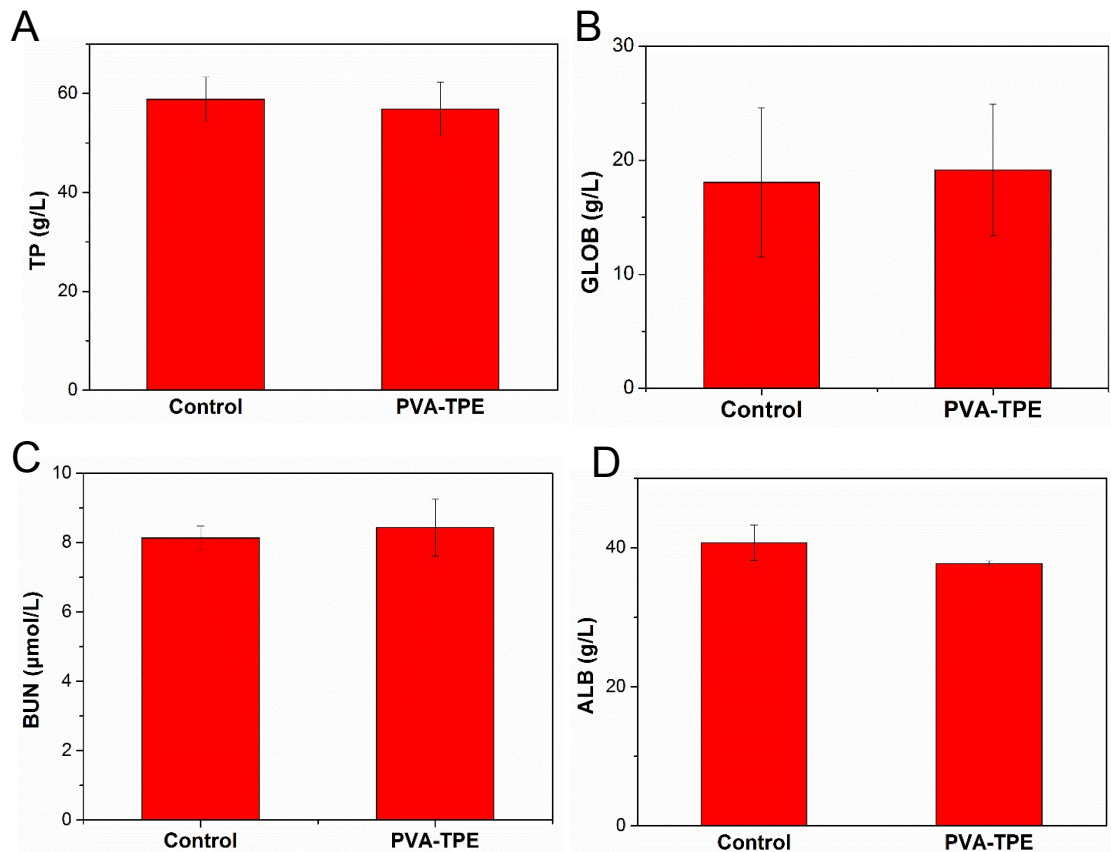 A
TP (g/L)
60
40
20
0
Control PVA-TPE
B
GLOB (g/L)
30
20
10
0
Control PVA-TPE
C
BUN (μmol/L)
10
8
6
4
2
0
Control PVA-TPE
D
ALB (g/L)
40
20
0
Control PVA-TPE